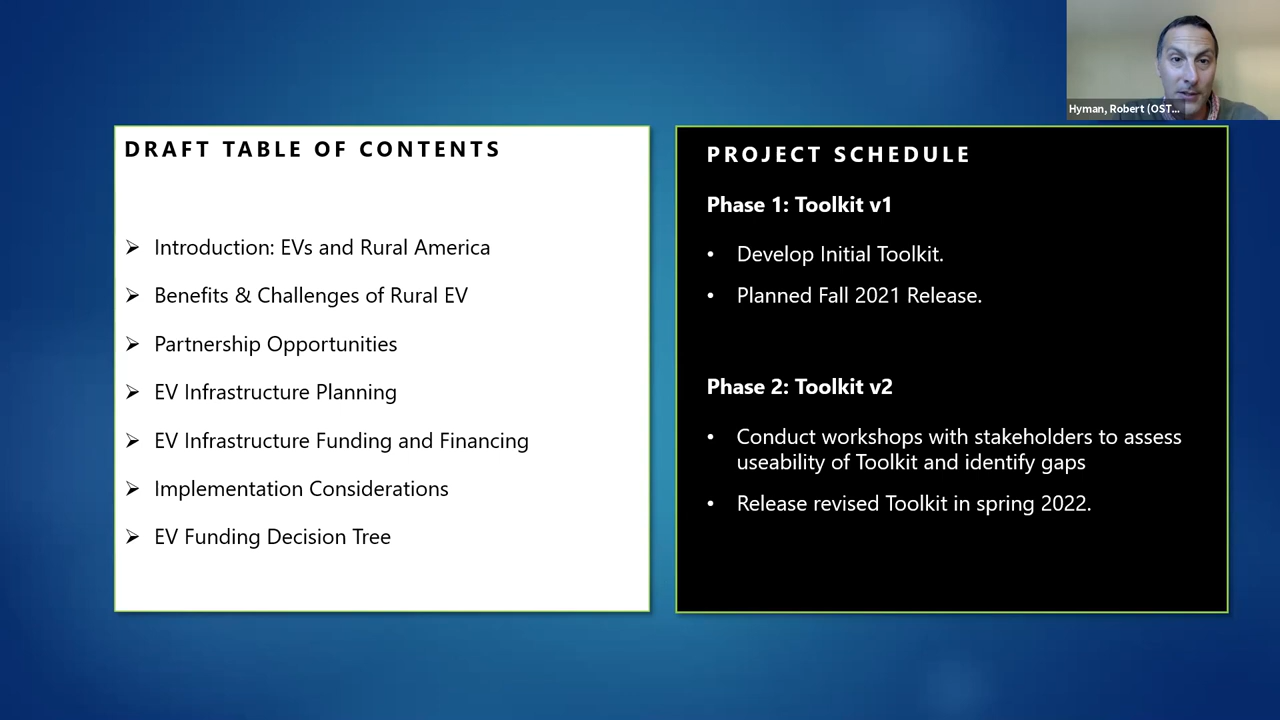 Hyman, Robert (OST...
DRAFT TABLE OF CONTENTS
➢ Introduction: EVs and Rural America
➢ Benefits & Challenges of Rural EV
➢ Partnership Opportunities
➢ EV Infrastructure Planning
➢ EV Infrastructure Funding and Financing
➢ Implementation Considerations
➢ EV Funding Decision Tree
PROJECT SCHEDULE
Phase 1: Toolkit v1
• Develop Initial Toolkit.
• Planned Fall 2021 Release.
Phase 2: Toolkit v2
• Conduct workshops with stakeholders to assess
useability of Toolkit and identify gaps
• Release revised Toolkit in spring 2022.